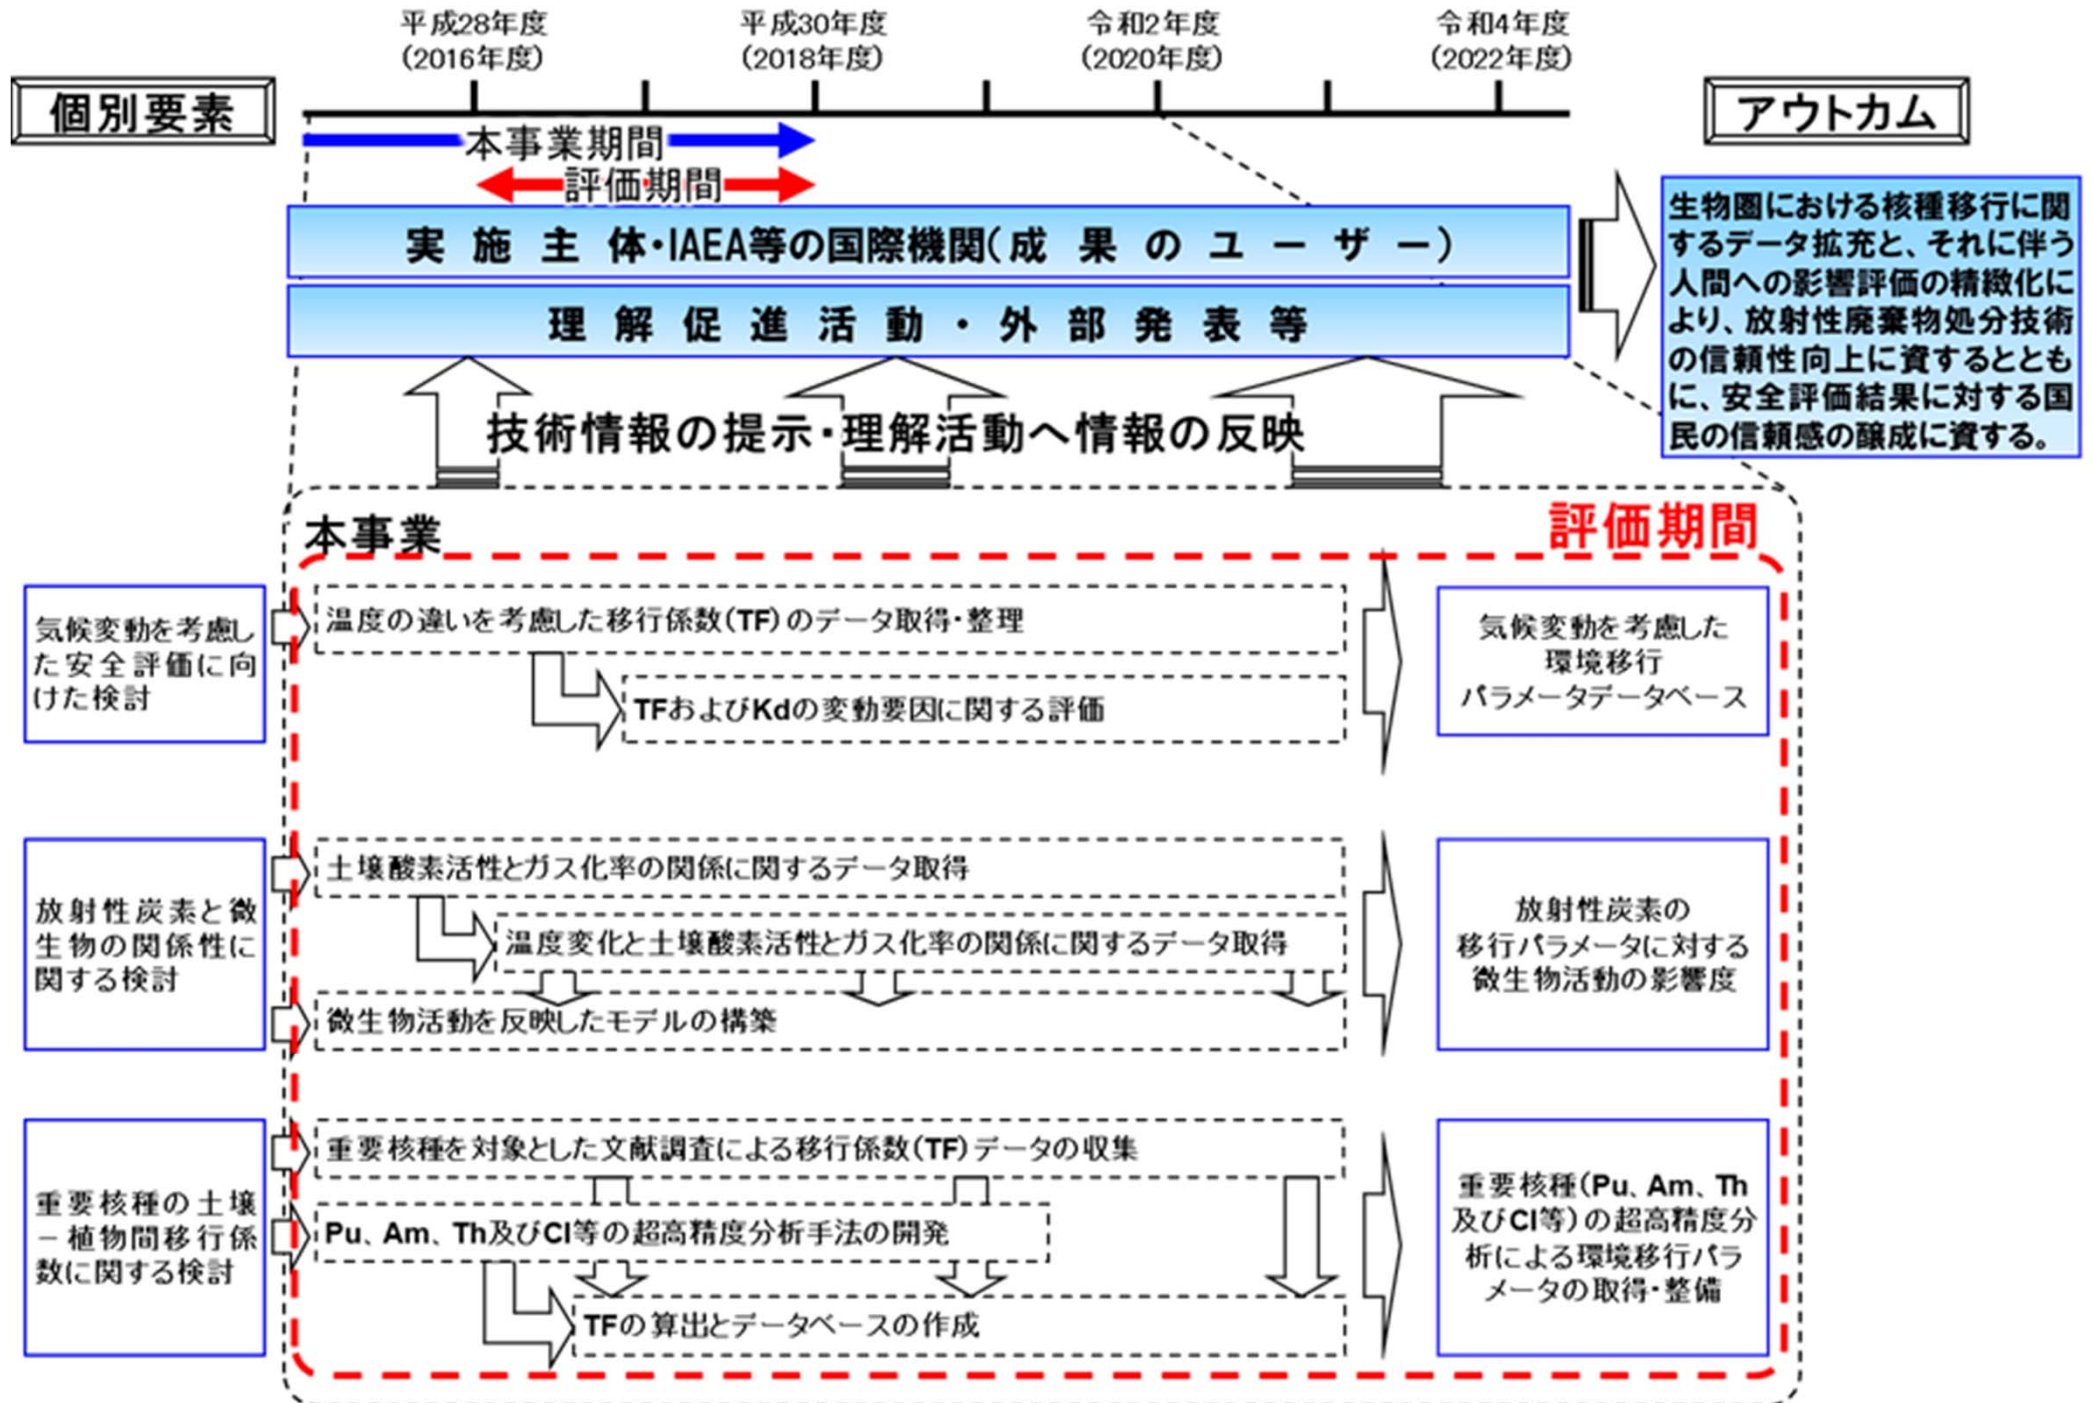 平成28年度
(2016年度)
平成30年度
(2018年度)
令和2年度
(2020年度)
令和4年度
(2022年度)
個別要素
アウトカム
本事業期間
評価期間
実施主体・IAEA等の国際機関(成果のユーザー)
理解促進活動・外部発表等
生物圏における核種移行に関
するデータ拡充と、それに伴う
人間への影響評価の精緻化に
より、放射性廃棄物処分技術
の信頼性向上に資するととも
に、安全評価結果に対する国
民の信頼感の醸成に資する。
技術情報の提示・理解活動へ情報の反映
本事業
評価期間
気候変動を考慮し
た安全評価に向
けた検討
温度の違いを考慮した移行係数(TF)のデータ取得・整理
TFおよびKdの変動要因に関する評価
気候変動を考慮した
環境移行
パラメータデータベース
放射性炭素と微
生物の関係性に
関する検討
土壌酸素活性とガス化率の関係に関するデータ取得
温度変化と土壌酸素活性とガス化率の関係に関するデータ取得
微生物活動を反映したモデルの構築
放射性炭素の
移行パラメータに対する
微生物活動の影響度
重要核種の土壌
－植物間移行係
数に関する検討
重要核種を対象とした文献調査による移行係数(TF)データの収集
Pu、Am、Th及びCl等の超高精度分析手法の開発
TFの算出とデータベースの作成
重要核種(Pu、Am、Th
及びCl等)の超高精度分
析による環境移行パラ
メータの取得・整備